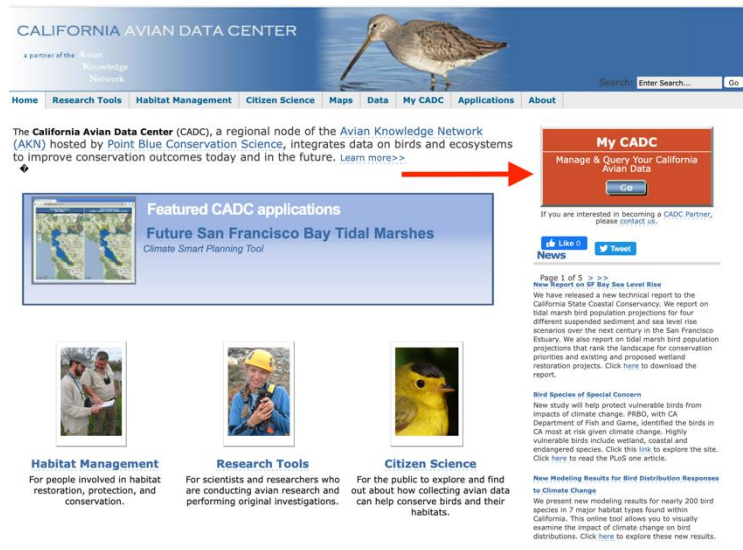 CALIFORNIA AVIAN DATA CENTER
a partner of the Avian
Knowledge
Network
Search: Enter Search... Go
Home Research Tools Habitat Management Citizen Science Maps Data My CADC Applications About
The California Avian Data Center (CADC), a regional node of the Avian Knowledge Network
(AKN) hosted by Point Blue Conservation Science, integrates data on birds and ecosystems
to improve conservation outcomes today and in the future. Learn more>>
Featured CADC applications
Future San Francisco Bay Tidal Marshes
Climate Smart Planning Tool
Habitat Management
For people involved in habitat
restoration, protection, and
conservation.
Research Tools
For scientists and researchers who
are conducting avian research and
performing original investigations.
Citizen Science
For the public to explore and find
out about how collecting avian data
can help conserve birds and their
habitats.
My CADC
Manage & Query Your California
Avian Data
Go
If you are interested in becoming a CADC Partner,
please contact us.
Like 0 Tweet
News
Page 1 of 5 > >>
New Report on SF Bay Sea Level Rise
We have released a new technical report to the
California State Coastal Conservancy. We report on
tidal marsh bird population projections for four
different suspended sediment and sea level rise
scenarios over the next century in the San Francisco
Estuary. We also report on tidal marsh bird population
projections that rank the landscape for conservation
priorities and existing and proposed wetland
restoration projects. Click here to download the
report.
Bird Species of Special Concern
New study will help protect vulnerable birds from
impacts of climate change. PRBO, with CA
Department of Fish and Game, identified the birds in
CA most at risk given climate change. Highly
vulnerable birds include wetland, coastal and
endangered species. Click this link to explore the site.
Click here to read the PLoS one article.
New Modeling Results for Bird Distribution Responses
to Climate Change
We present new modeling results for nearly 200 bird
species in 7 major habitat types found within
California. This online tool allows you to visually
examine the impact of climate change on bird
distributions. Click here to explore these new results.